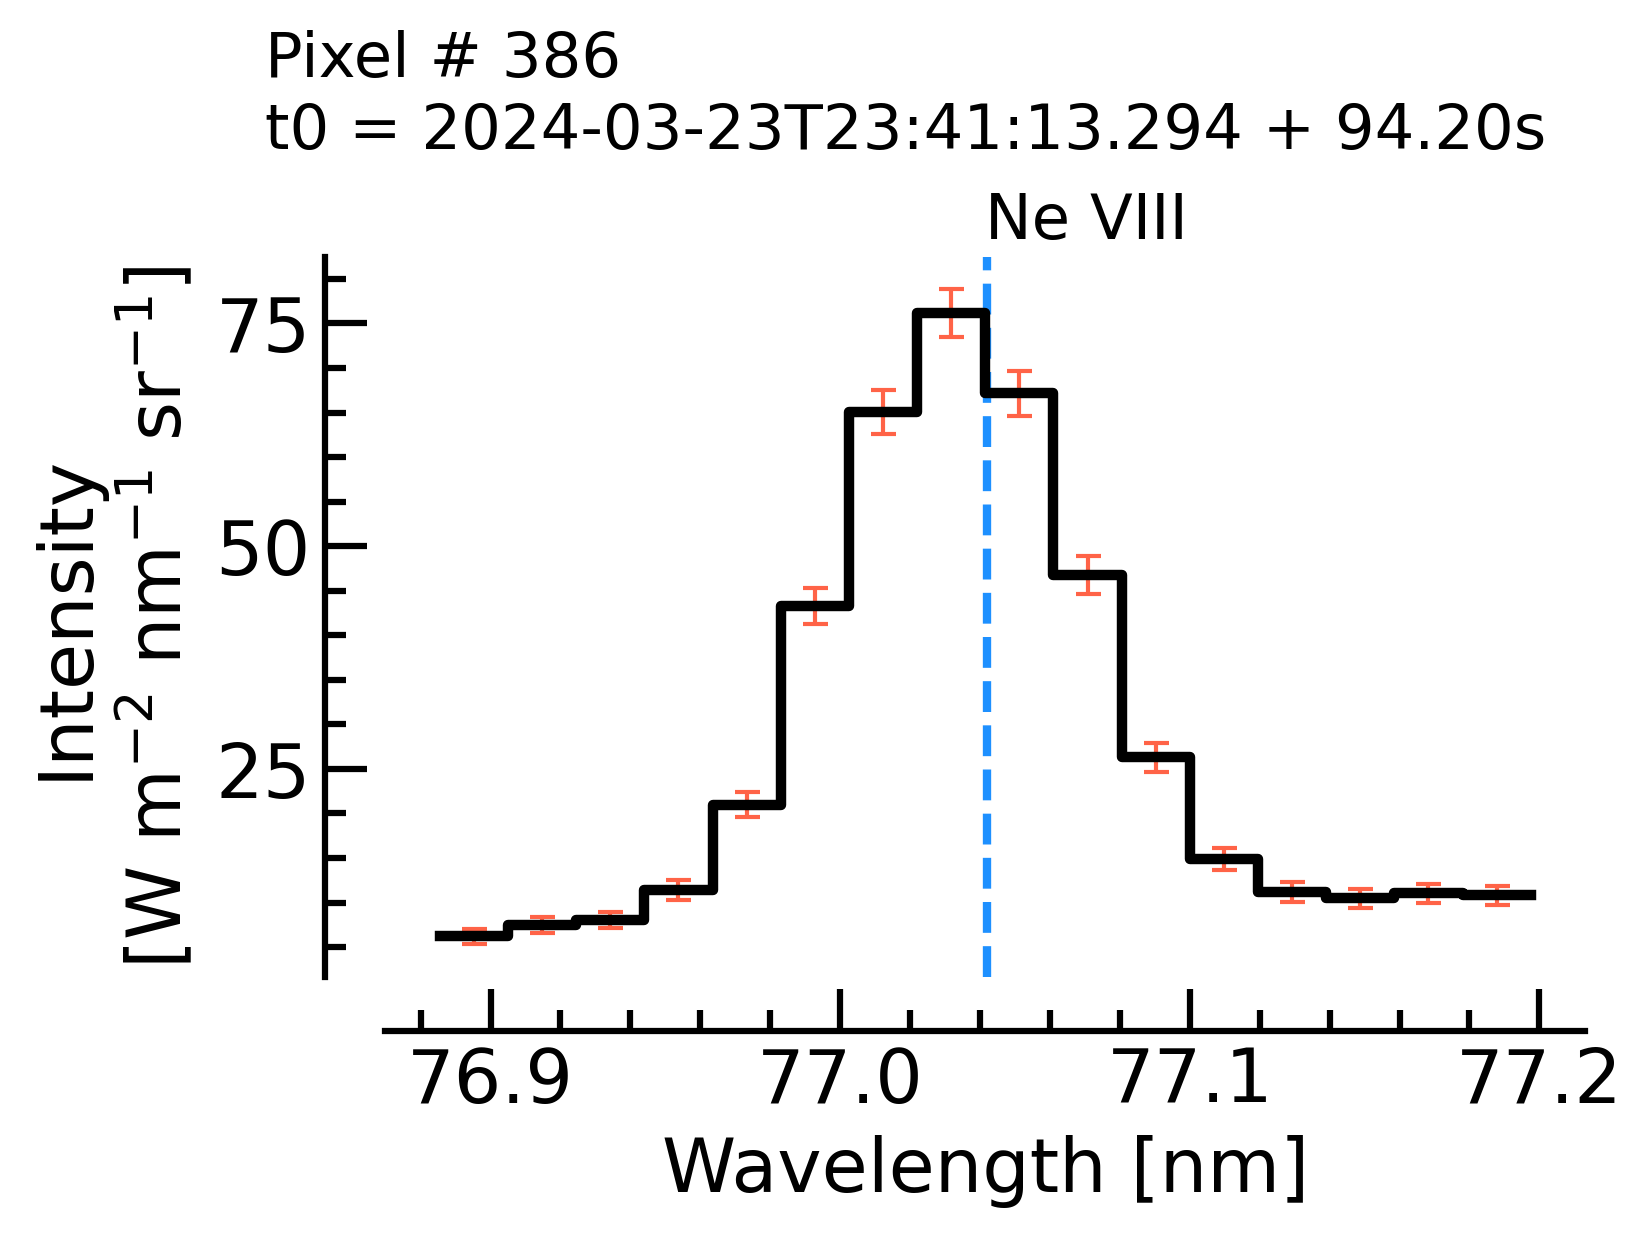 Pixel # 386
t0 = 2024-03-23T23:41:13.294 + 94.20s
Ne VIII
Intensity
[W m⁻² nm⁻¹ sr⁻¹]
75
50
25
76.9 77.0 77.1 77.2
Wavelength [nm]